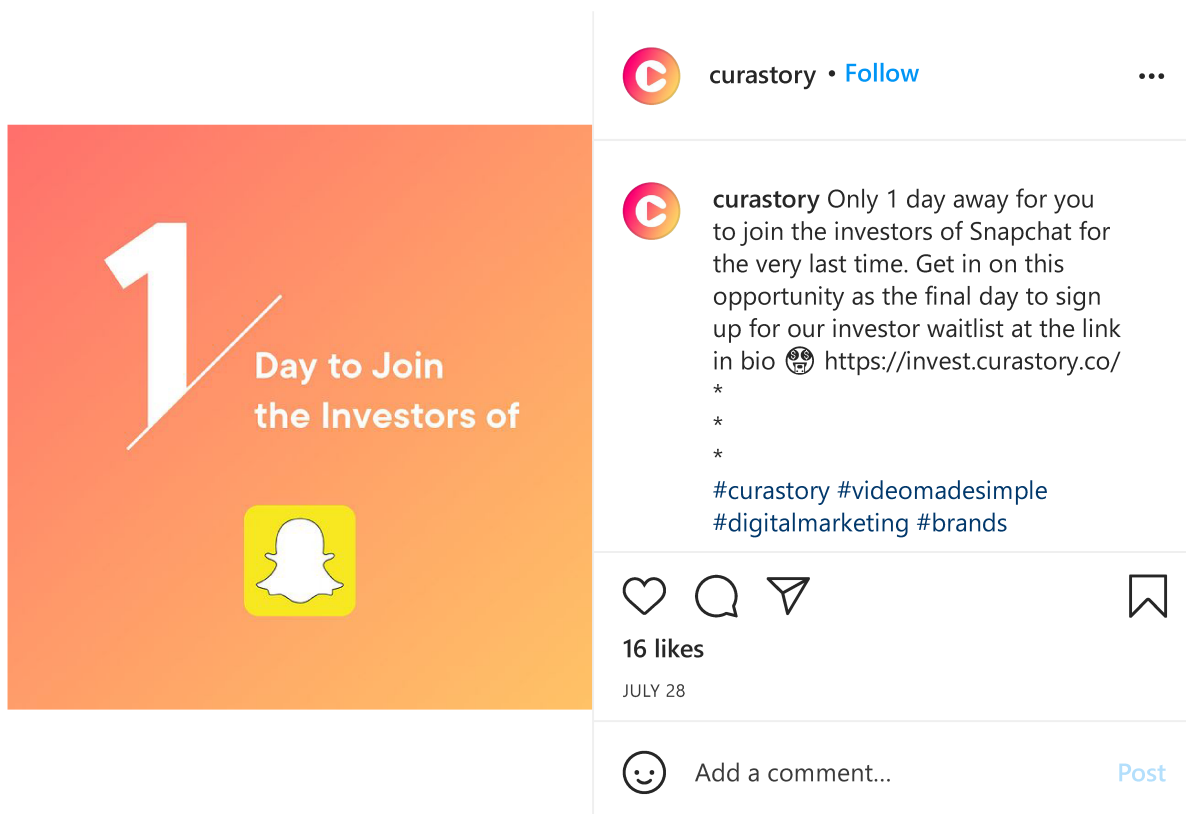 1
Day to Join
the Investors of
curastory • Follow
curastory Only 1 day away for you
to join the investors of Snapchat for
the very last time. Get in on this
opportunity as the final day to sign
up for our investor waitlist at the link
in bio 🤑 https://invest.curastory.co/
*
*
*
#curastory #videomadesimple
#digitalmarketing #brands
16 likes
JULY 28
Add a comment...
Post